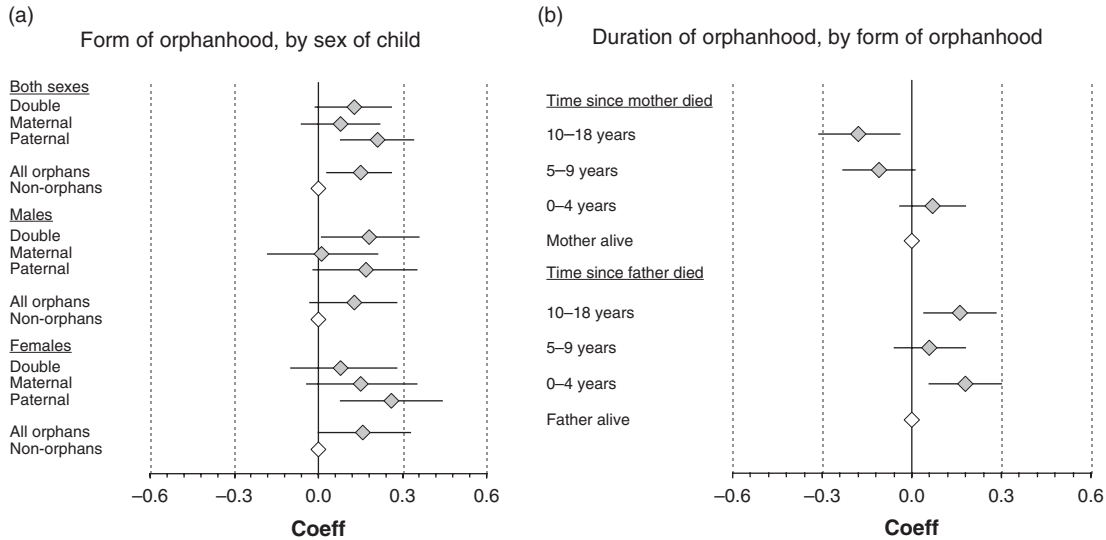 (a)
Form of orphanhood, by sex of child
Both sexes
Double
Maternal
Paternal
All orphans
Non-orphans
Males
Double
Maternal
Paternal
All orphans
Non-orphans
Females
Double
Maternal
Paternal
All orphans
Non-orphans
−0.6 −0.3 0.0 0.3 0.6
Coeff
(b)
Duration of orphanhood, by form of orphanhood
Time since mother died
10–18 years
5–9 years
0–4 years
Mother alive
Time since father died
10–18 years
5–9 years
0–4 years
Father alive
−0.6 −0.3 0.0 0.3 0.6
Coeff